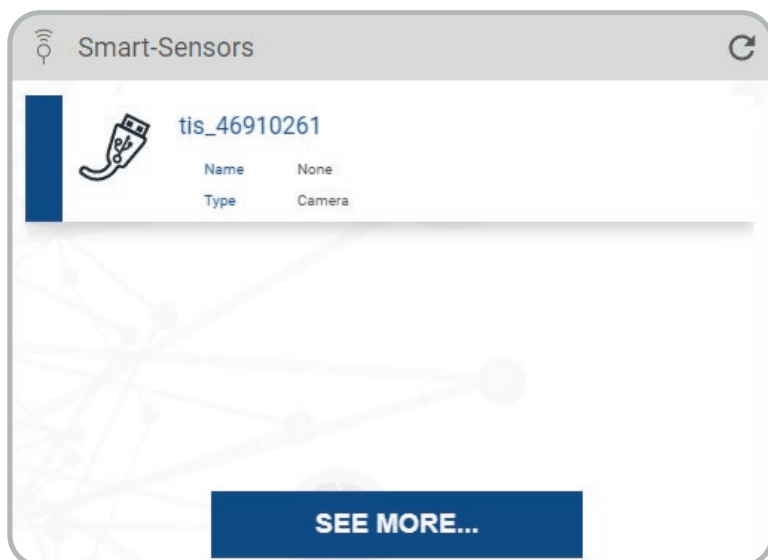 Smart-Sensors
tis_46910261
Name None
Type Camera
SEE MORE...